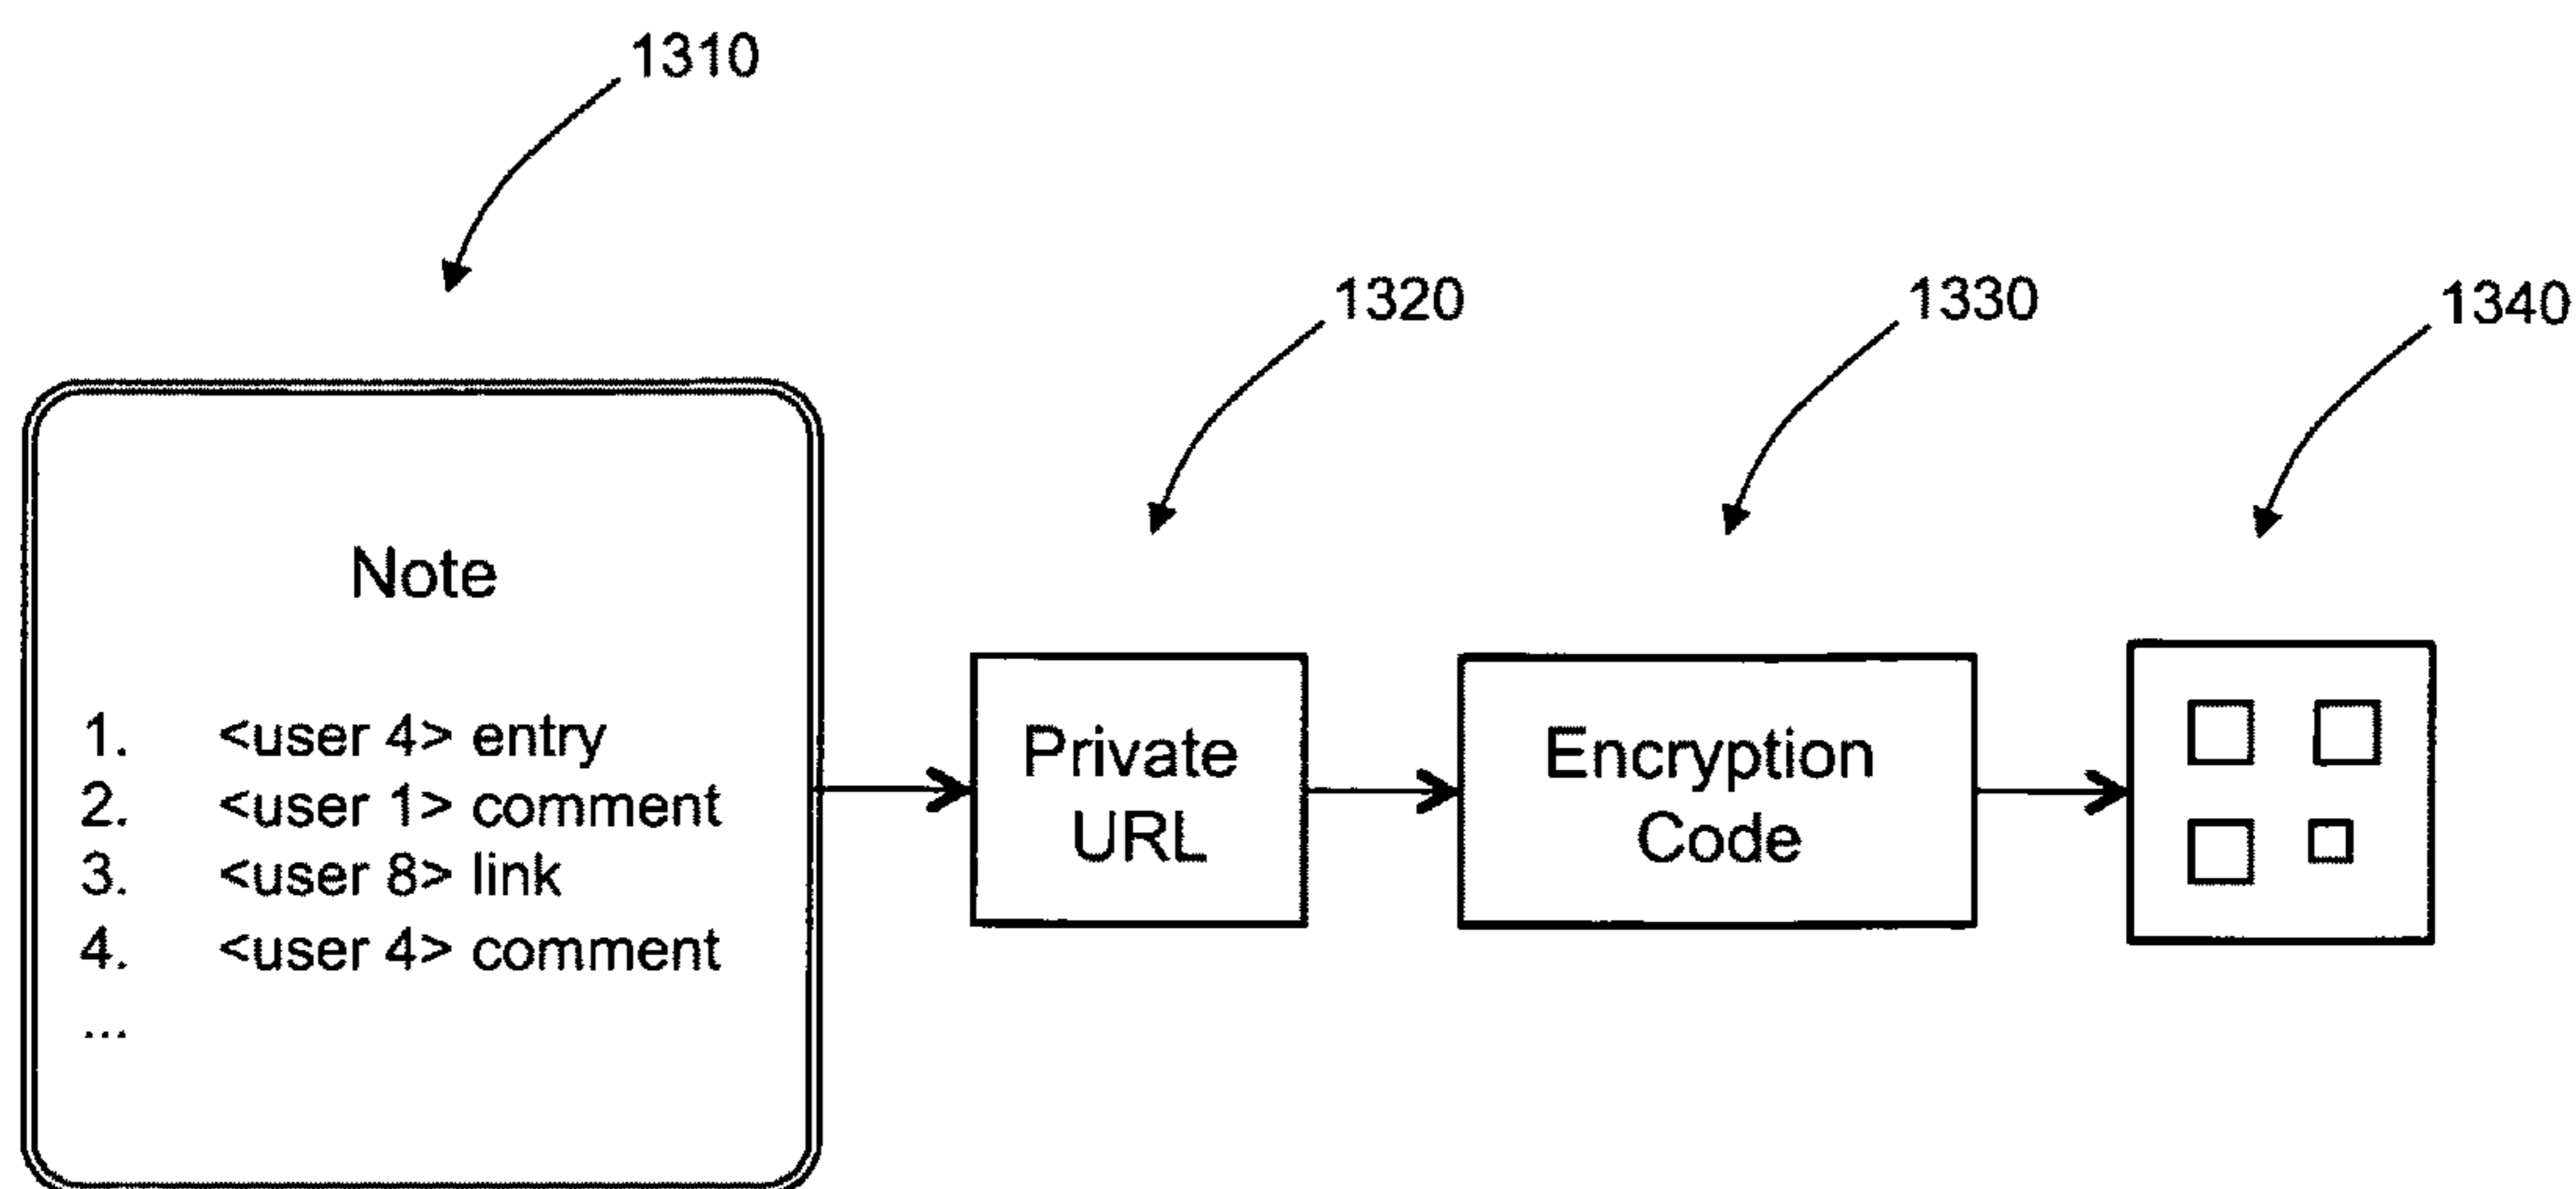 1310
1320
1330
1340
Note
1. <user 4> entry
2. <user 1> comment
3. <user 8> link
4. <user 4> comment
...
Private
URL
Encryption
Code